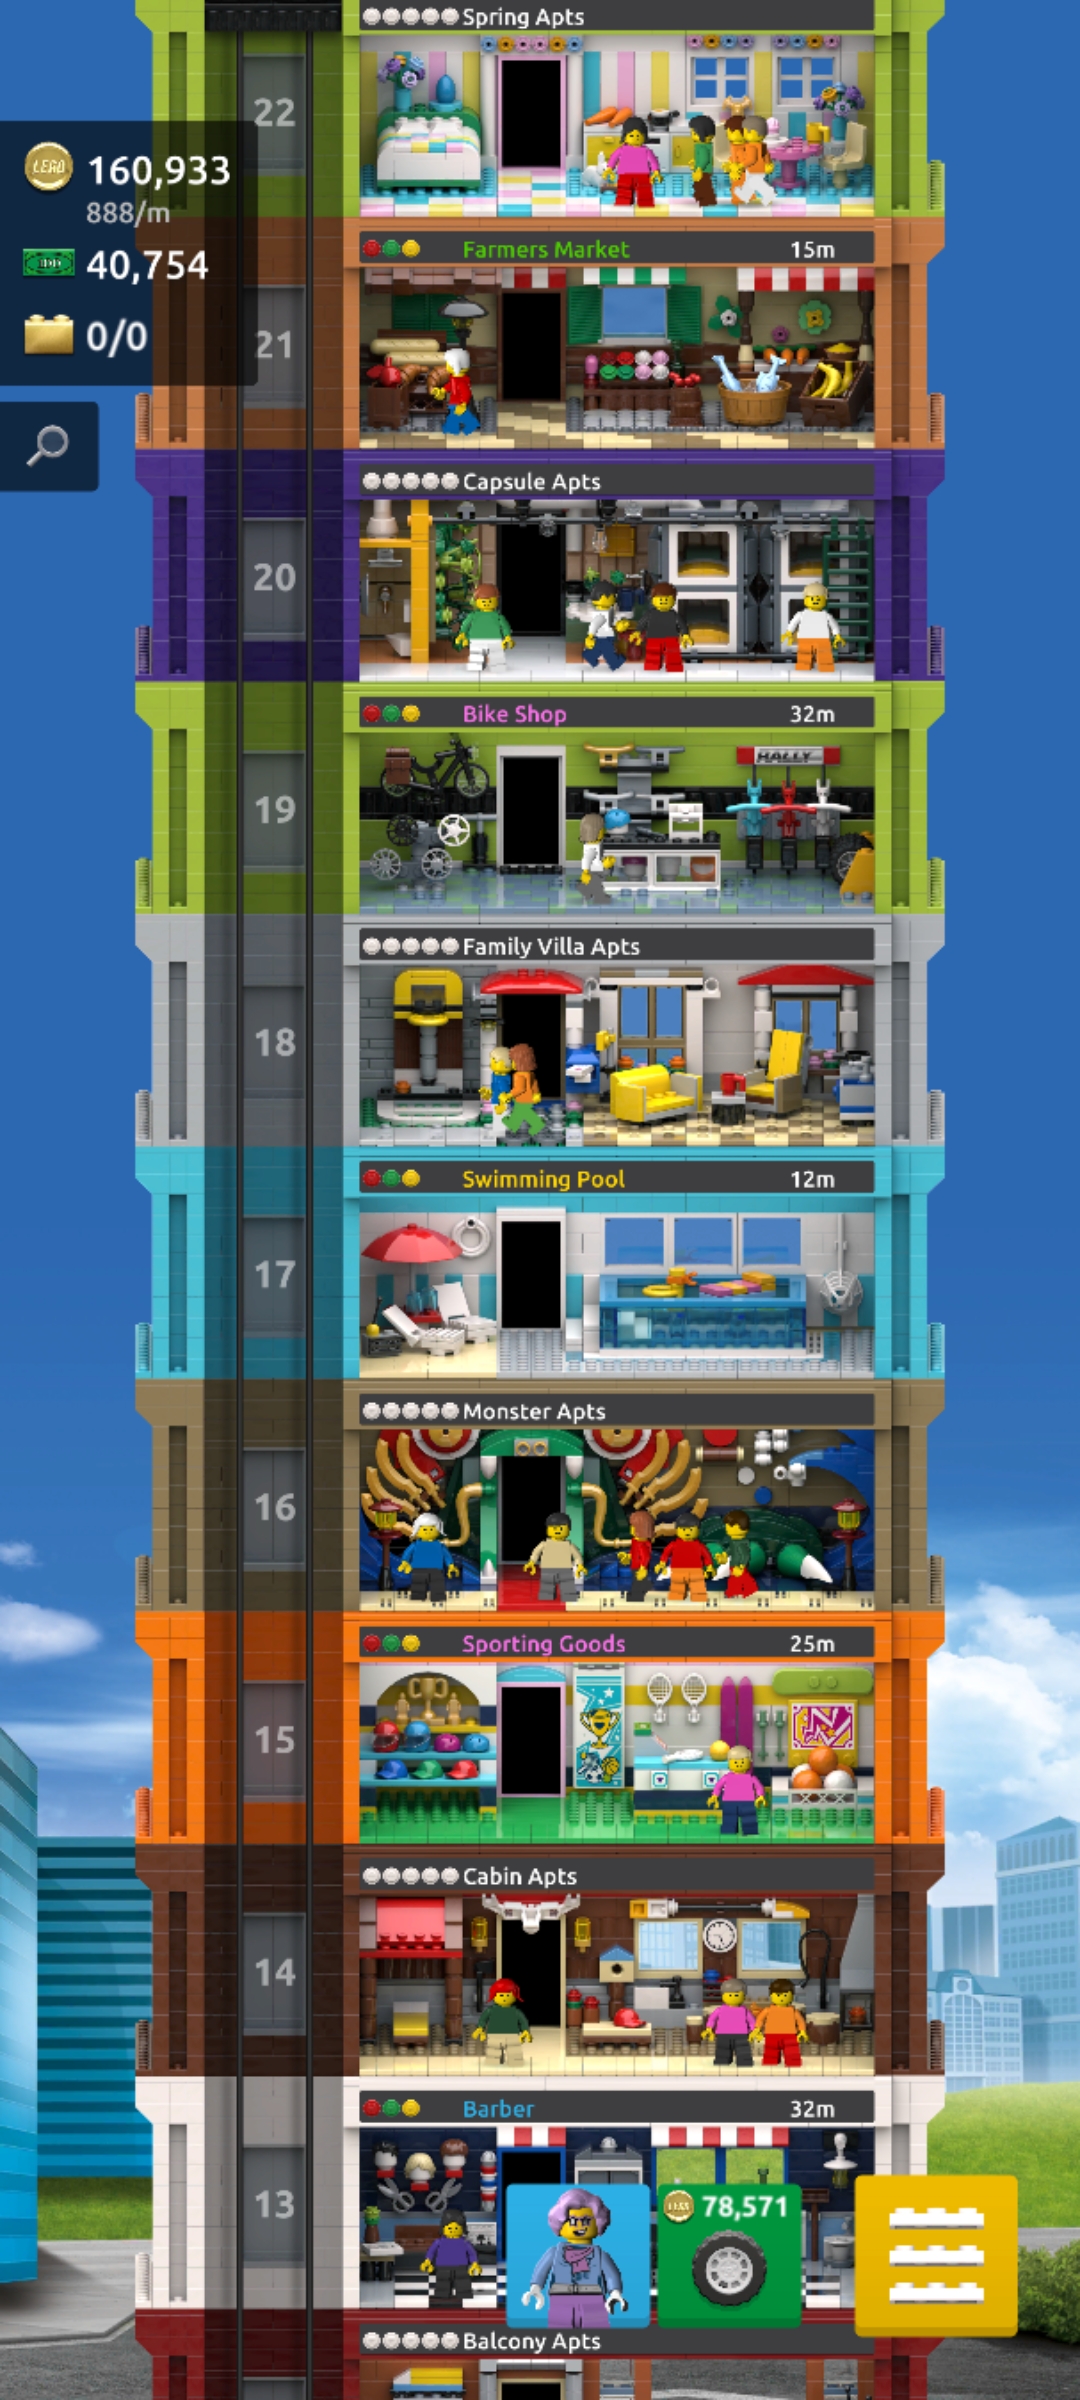 Spring Apts
22
LEGO 160,933
888/m
40,754
0/0
Farmers Market 15m
21
Capsule Apts
20
Bike Shop 32m
HALLY
19
Family Villa Apts
18
Swimming Pool 12m
17
Monster Apts
16
Sporting Goods 25m
N
15
Cabin Apts
14
Barber 32m
13
LEGO 78,571
Balcony Apts